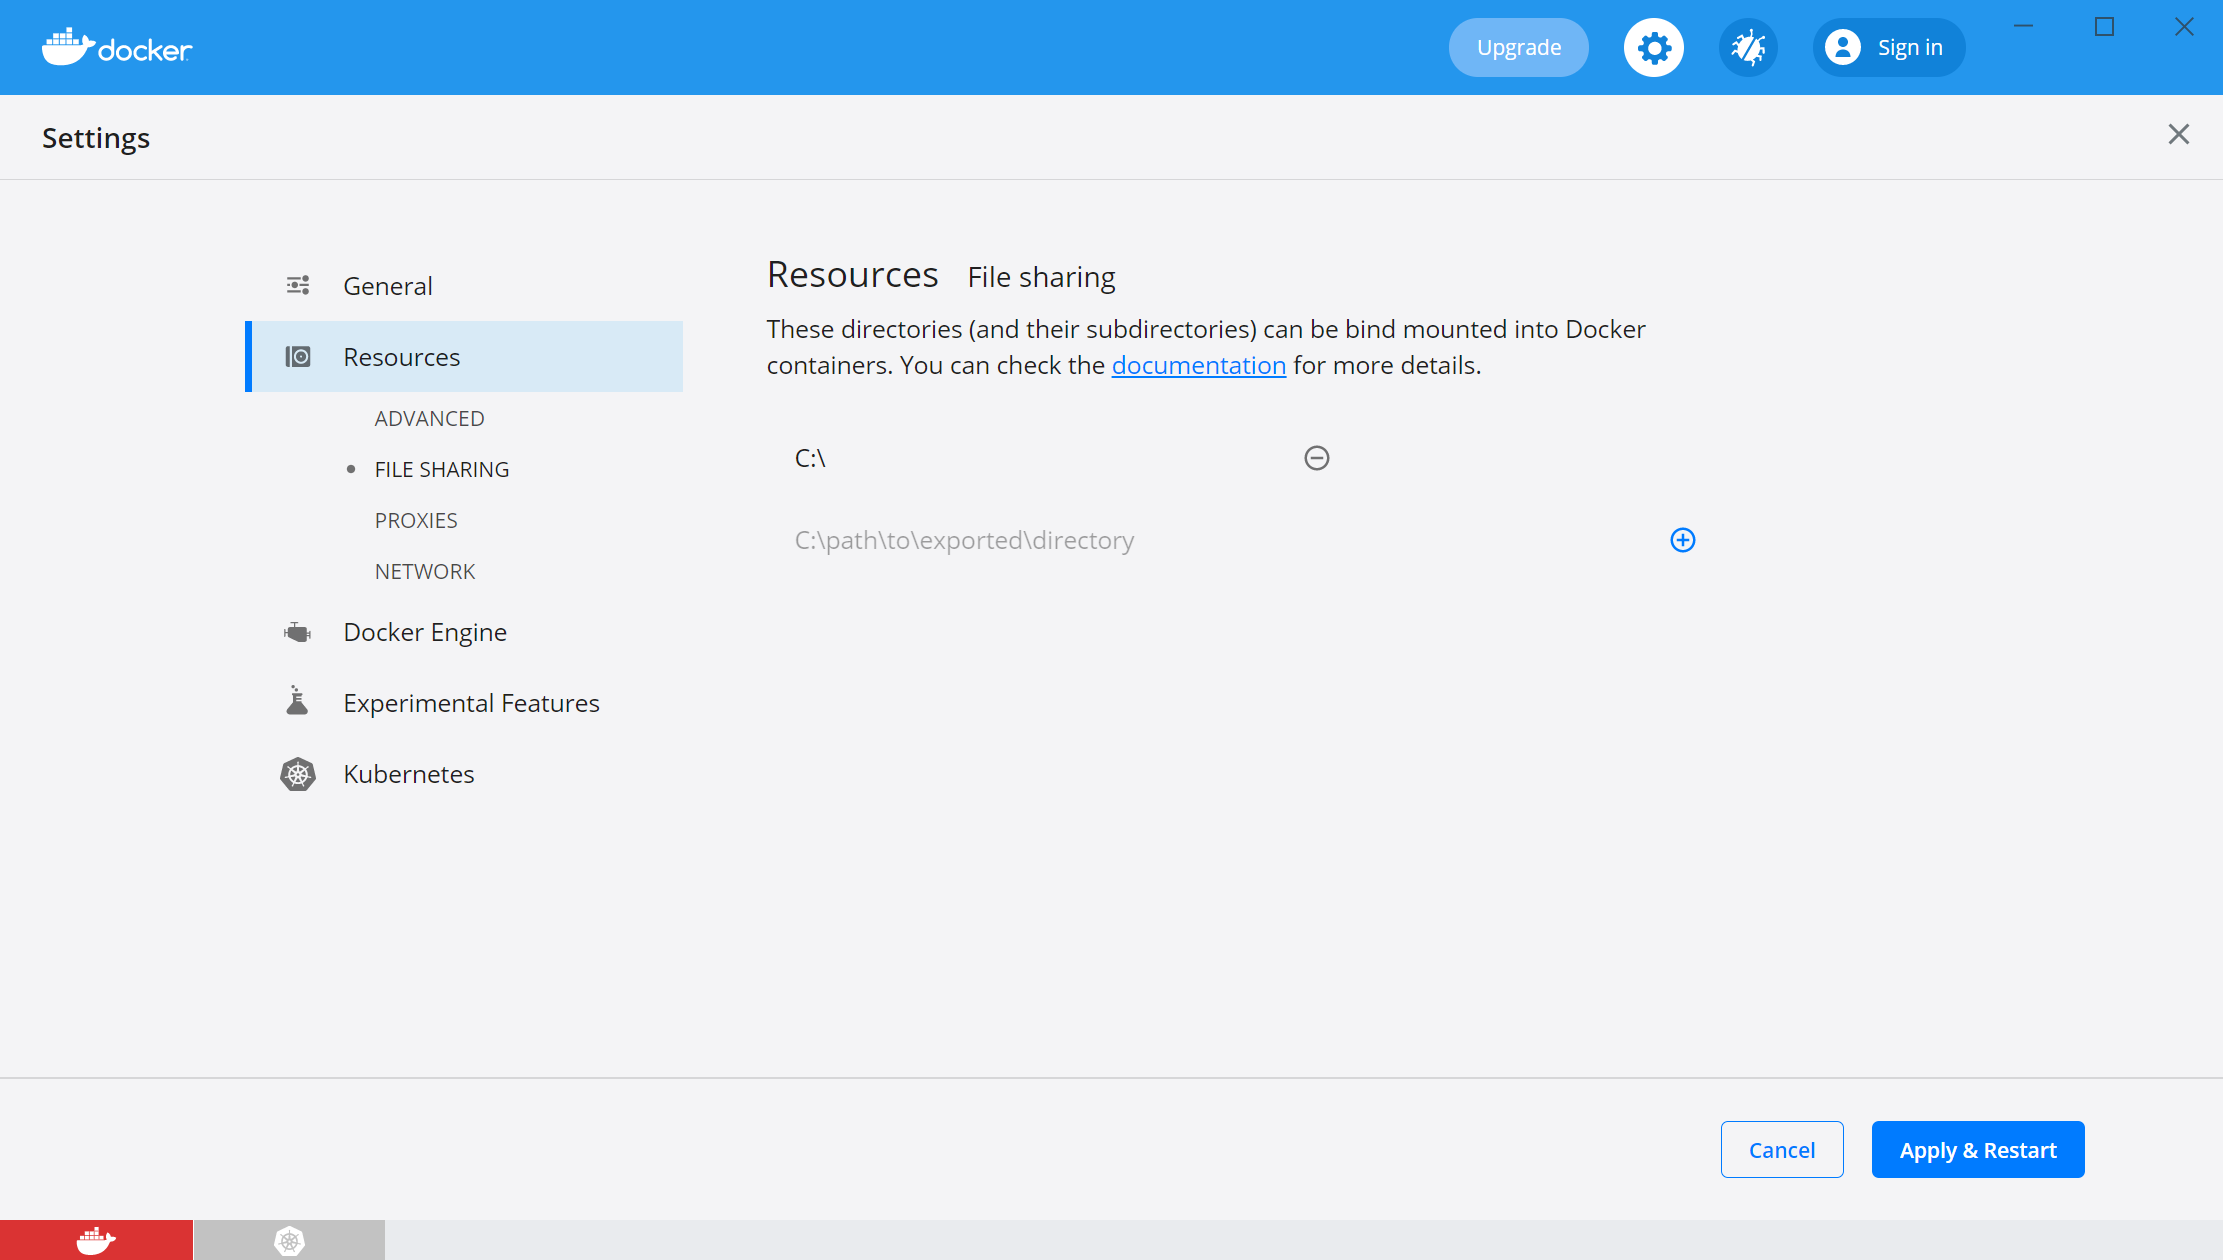 docker
Upgrade
Sign in
Settings
General
Resources
ADVANCED
FILE SHARING
PROXIES
NETWORK
Docker Engine
Experimental Features
Kubernetes
Resources File sharing
These directories (and their subdirectories) can be bind mounted into Docker
containers. You can check the documentation for more details.
C:\
C:\path\to\exported\directory
Cancel
Apply & Restart